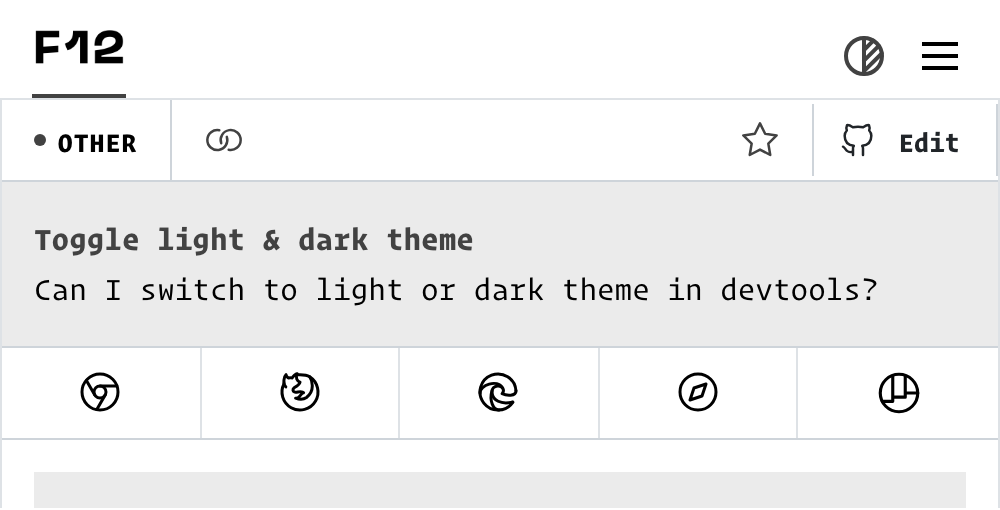 F12
OTHER
Edit
Toggle light & dark theme
Can I switch to light or dark theme in devtools?